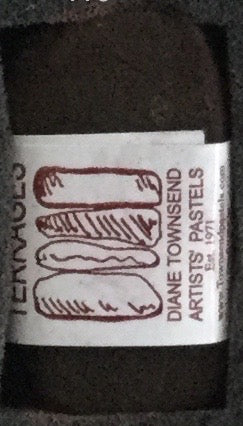 TERRAGES
DIANE TOWNSEND
ARTISTS' PASTELS
Est. 1971